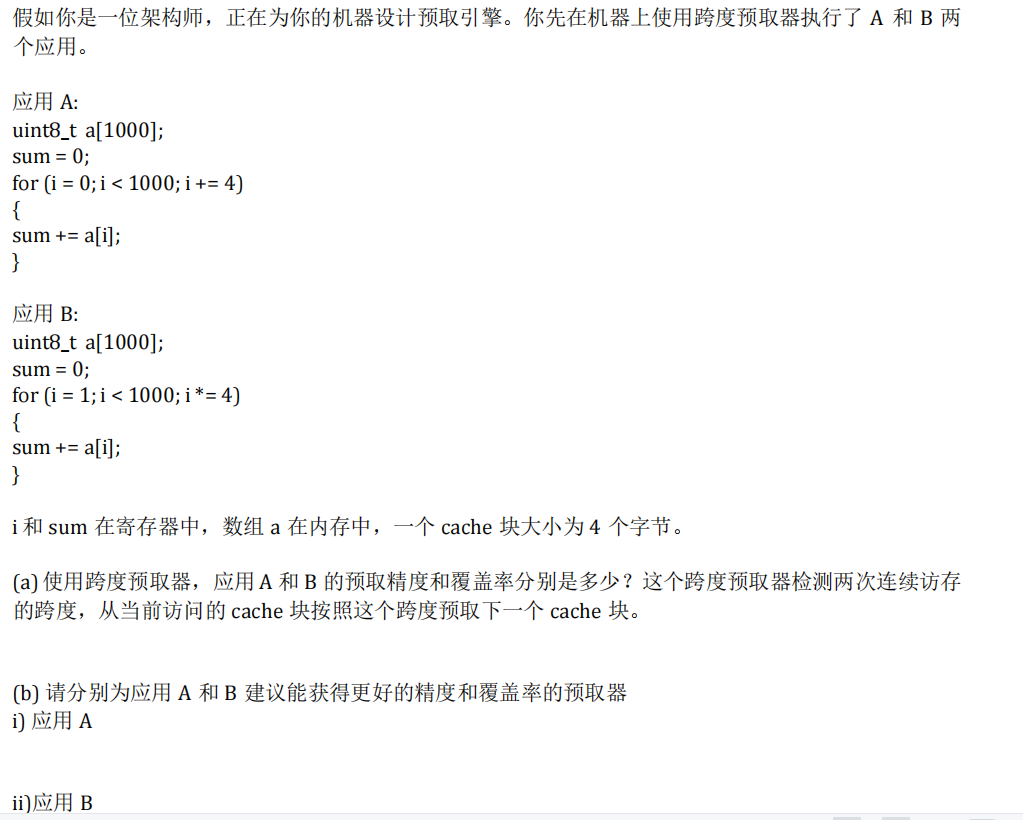 假如你是一位架构师，正在为你的机器设计预取引擎。你先在机器上使用跨度预取器执行了 A 和 B 两
个应用。
应用 A:
uint8_t a[1000];
sum = 0;
for (i = 0; i < 1000; i += 4)
{
sum += a[i];
}
应用 B:
uint8_t a[1000];
sum = 0;
for (i = 1; i < 1000; i *= 4)
{
sum += a[i];
}
i 和 sum 在寄存器中，数组 a 在内存中，一个 cache 块大小为 4 个字节。
(a) 使用跨度预取器，应用 A 和 B 的预取精度和覆盖率分别是多少？这个跨度预取器检测两次连续访存
的跨度，从当前访问的 cache 块按照这个跨度预取下一个 cache 块。
(b) 请分别为应用 A 和 B 建议能获得更好的精度和覆盖率的预取器
i) 应用 A
ii)应用 B